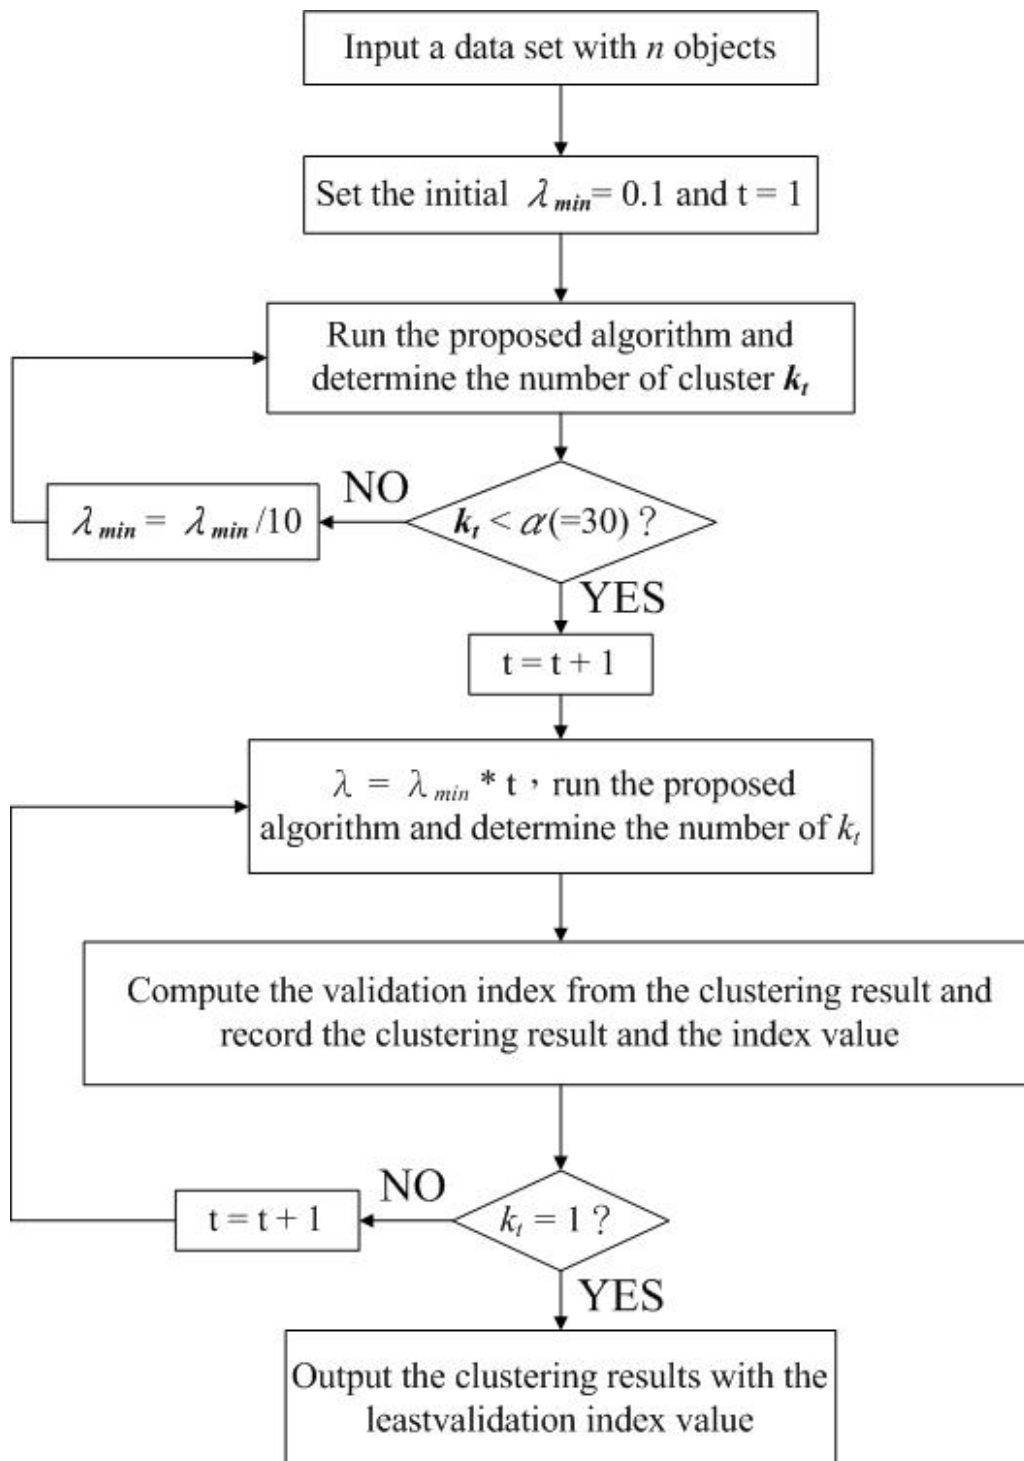 Input a data set with n objects
Set the initial λmin= 0.1 and t = 1
Run the proposed algorithm and
determine the number of cluster kt
NO
λmin = λmin /10
kt < α(=30) ?
YES
t = t + 1
λ = λmin * t , run the proposed
algorithm and determine the number of kt
Compute the validation index from the clustering result and
record the clustering result and the index value
NO
t = t + 1
kt = 1 ?
YES
Output the clustering results with the
leastvalidation index value